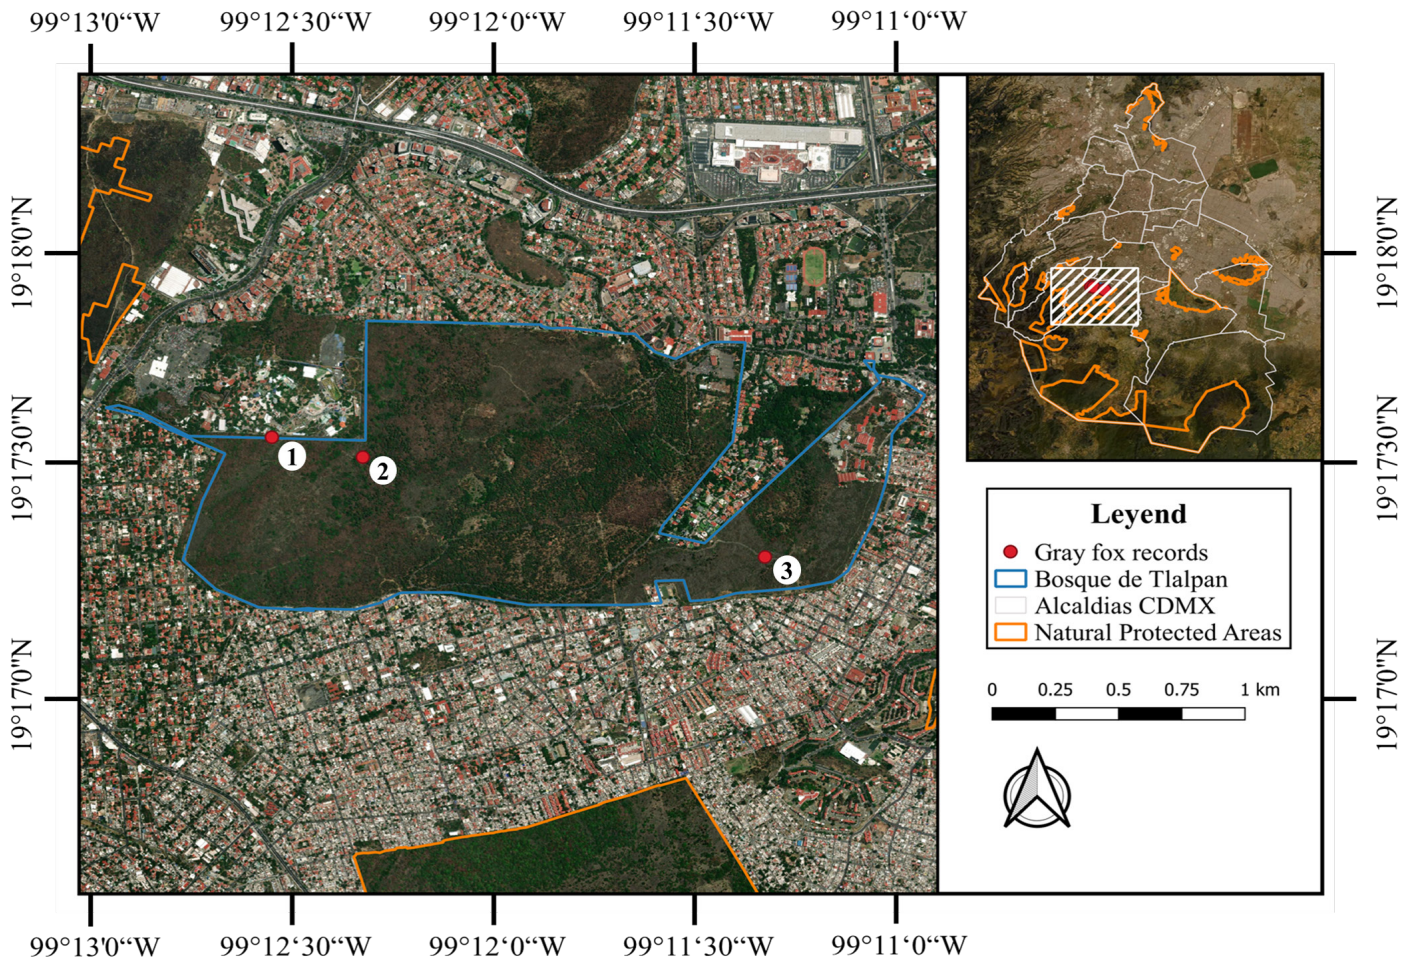 99°13'0“W 99°12‘30“W 99°12‘0“W 99°11‘30“W 99°11‘0“W
19°18'0"N 19°18'0"N
19°17'30"N 19°17'30"N
19°17'0"N 19°17'0"N
1
2
3
Leyend
Gray fox records
Bosque de Tlalpan
Alcaldias CDMX
Natural Protected Areas
0 0.25 0.5 0.75 1 km
99°13'0“W 99°12‘30“W 99°12‘0“W 99°11‘30“W 99°11‘0“W